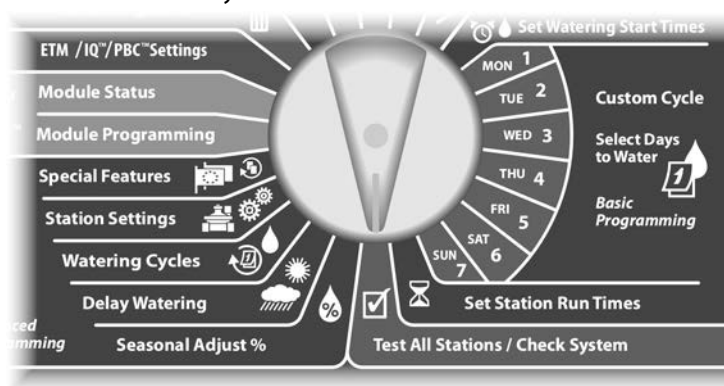 Set Watering Start Times
ETM / IQ™/PBC™Settings
Module Status
Module Programming
Special Features
Station Settings
Watering Cycles
Delay Watering
Seasonal Adjust %
MON 1
TUE 2
WED 3
THU 4
FRI 5
SAT 6
SUN 7
Custom Cycle
Select Days
to Water
1
Basic
Programming
Set Station Run Times
Test All Stations / Check System
%